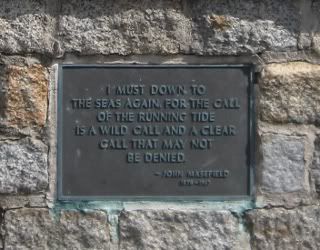 I MUST DOWN TO
THE SEAS AGAIN, FOR THE CALL
OF THE RUNNING TIDE
IS A WILD CALL AND A CLEAR
CALL THAT MAY NOT
BE DENIED.
— JOHN MASEFIELD